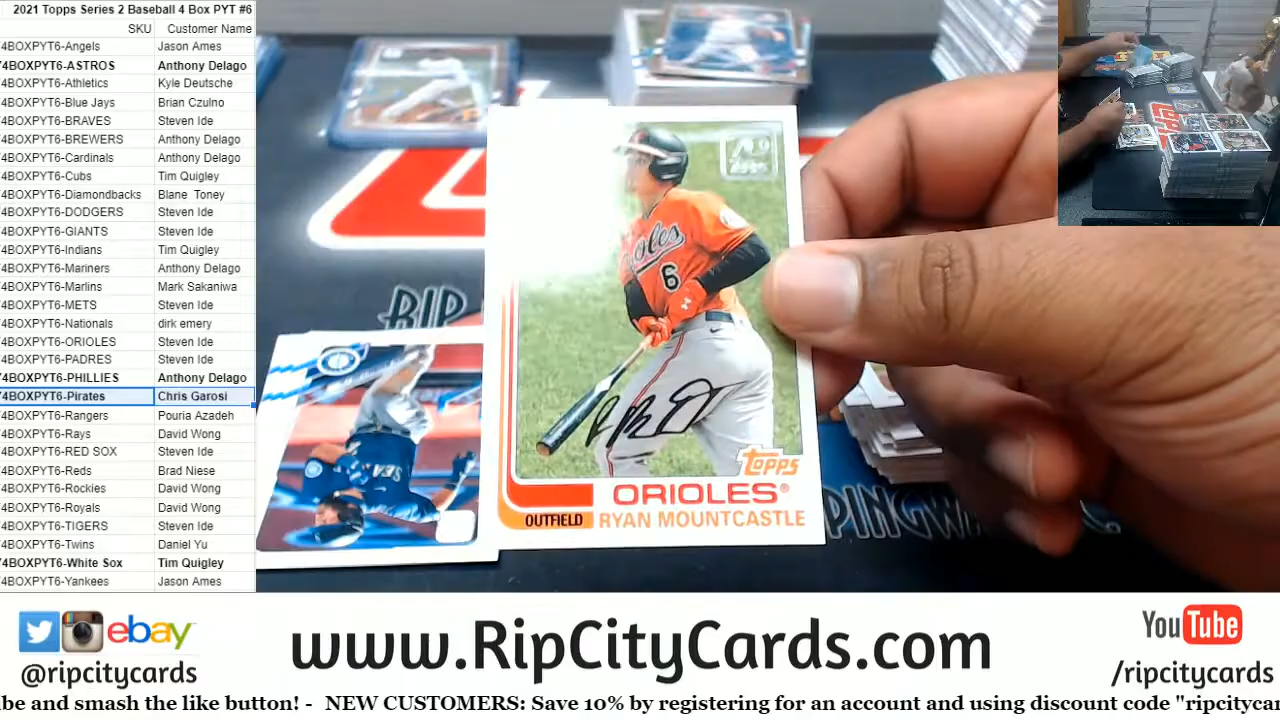 2021 Topps Series 2 Baseball 4 Box PYT #6
SKU Customer Name
4BOXPYT6-Angels Jason Ames
4BOXPYT6-ASTROS Anthony Delago
4BOXPYT6-Athletics Kyle Deutsche
4BOXPYT6-Blue Jays Brian Czulno
4BOXPYT6-BRAVES Steven Ide
4BOXPYT6-BREWERS Anthony Delago
4BOXPYT6-Cardinals Anthony Delago
4BOXPYT6-Cubs Tim Quigley
4BOXPYT6-Diamondbacks Blane Toney
4BOXPYT6-DODGERS Steven Ide
4BOXPYT6-GIANTS Steven Ide
4BOXPYT6-Indians Tim Quigley
4BOXPYT6-Mariners Anthony Delago
4BOXPYT6-Marlins Mark Sakaniwa
4BOXPYT6-METS Steven Ide
4BOXPYT6-Nationals dirk emery
4BOXPYT6-ORIOLES Steven Ide
4BOXPYT6-PADRES Steven Ide
4BOXPYT6-PHILLIES Anthony Delago
4BOXPYT6-Pirates Chris Garosi
4BOXPYT6-Rangers Pouria Azadeh
4BOXPYT6-Rays David Wong
4BOXPYT6-RED SOX Steven Ide
4BOXPYT6-Reds Brad Niese
4BOXPYT6-Rockies David Wong
4BOXPYT6-Royals David Wong
4BOXPYT6-TIGERS Steven Ide
4BOXPYT6-Twins Daniel Yu
4BOXPYT6-White Sox Tim Quigley
4BOXPYT6-Yankees Jason Ames
RIP
6
topps
ORIOLES®
OUTFIELD RYAN MOUNTCASTLE
SEA
ebay
@ripcitycards
www.RipCityCards.com
YouTube
/ripcitycards
be and smash the like button! - NEW CUSTOMERS: Save 10% by registering for an account and using discount code "ripcitycar